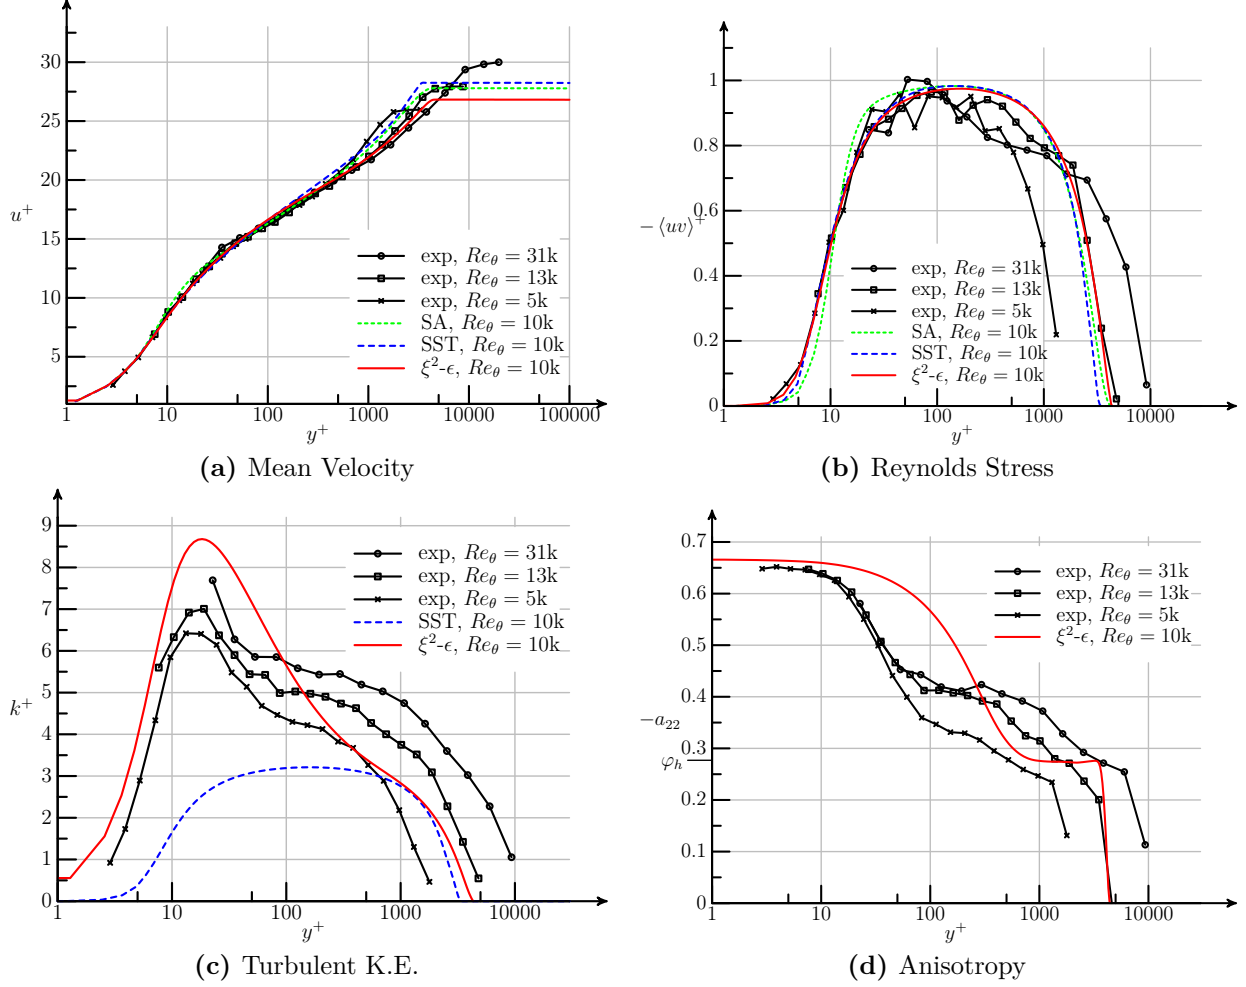 30
25
20
15
10
5
u⁺
1
10
100
1000
10000
100000
y⁺
exp, Reθ = 31k
exp, Reθ = 13k
exp, Reθ = 5k
SA, Reθ = 10k
SST, Reθ = 10k
ξ²-ϵ, Reθ = 10k
(a) Mean Velocity
1
0.8
0.6
0.4
0.2
0
−⟨uv⟩⁺
1
10
100
1000
10000
y⁺
exp, Reθ = 31k
exp, Reθ = 13k
exp, Reθ = 5k
SA, Reθ = 10k
SST, Reθ = 10k
ξ²-ϵ, Reθ = 10k
(b) Reynolds Stress
9
8
7
6
5
4
3
2
1
0
k⁺
1
10
100
1000
10000
y⁺
exp, Reθ = 31k
exp, Reθ = 13k
exp, Reθ = 5k
SST, Reθ = 10k
ξ²-ϵ, Reθ = 10k
(c) Turbulent K.E.
0.7
0.6
0.5
0.4
0.3
0.2
0.1
0
−a₂₂
φₕ
1
10
100
1000
10000
y⁺
exp, Reθ = 31k
exp, Reθ = 13k
exp, Reθ = 5k
ξ²-ϵ, Reθ = 10k
(d) Anisotropy